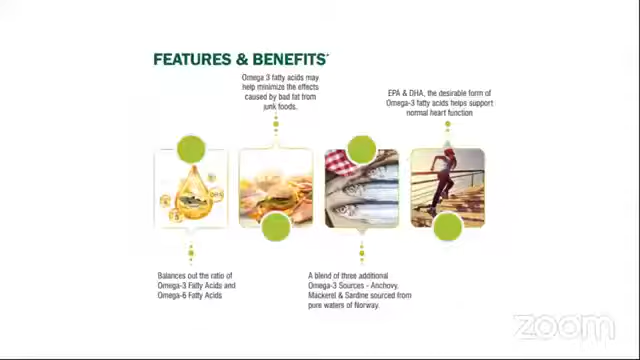 FEATURES & BENEFITS*
Omega 3 fatty acids may
help minimize the effects
caused by bad fat from
junk foods.
EPA & DHA, the desirable form of
Omega-3 fatty acids helps support
normal heart function
Balances out the ratio of
Omega-3 Fatty Acids and
Omega-6 Fatty Acids
A blend of three additional
Omega-3 Sources - Anchovy,
Mackerel & Sardine sourced from
pure waters of Norway.
zoom